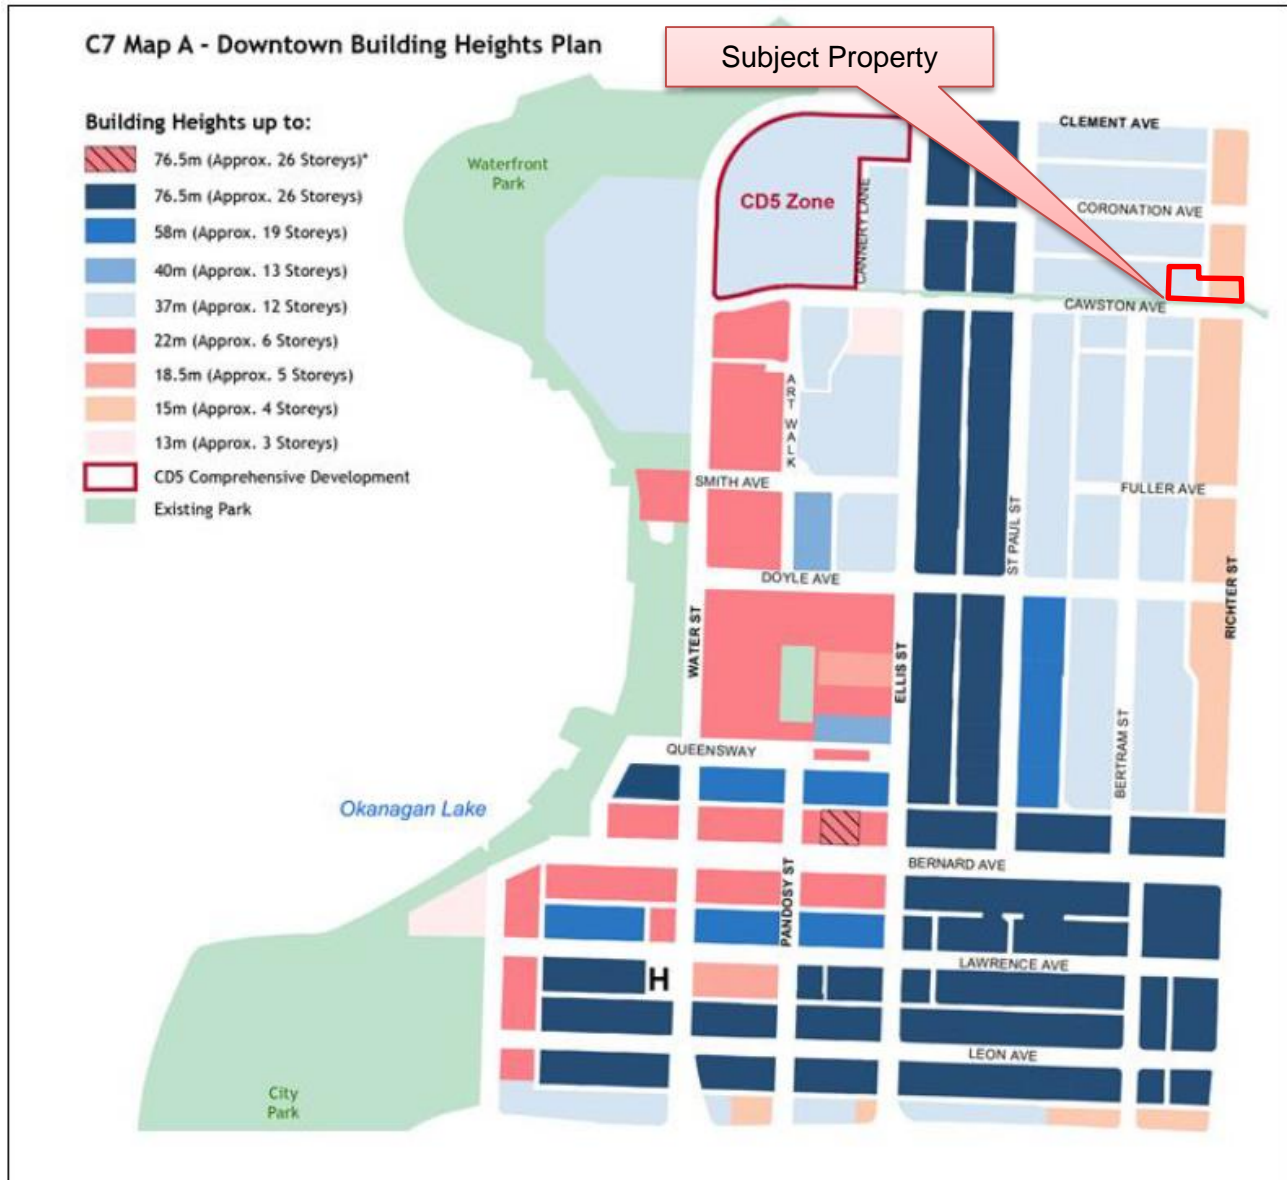 C7 Map A - Downtown Building Heights Plan
Subject Property
Building Heights up to:
76.5m (Approx. 26 Storeys)*
76.5m (Approx. 26 Storeys)
58m (Approx. 19 Storeys)
40m (Approx. 13 Storeys)
37m (Approx. 12 Storeys)
22m (Approx. 6 Storeys)
18.5m (Approx. 5 Storeys)
15m (Approx. 4 Storeys)
13m (Approx. 3 Storeys)
CD5 Comprehensive Development
Existing Park
Waterfront
Park
CD5 Zone
CANNERY LANE
CLEMENT AVE
CORONATION AVE
CAWSTON AVE
ART WALK
SMITH AVE
FULLER AVE
ST PAUL ST
DOYLE AVE
WATER ST
ELLIS ST
RICHTER ST
BERTRAM ST
QUEENSWAY
Okanagan Lake
BERNARD AVE
PANDOSY ST
LAWRENCE AVE
H
LEON AVE
City
Park